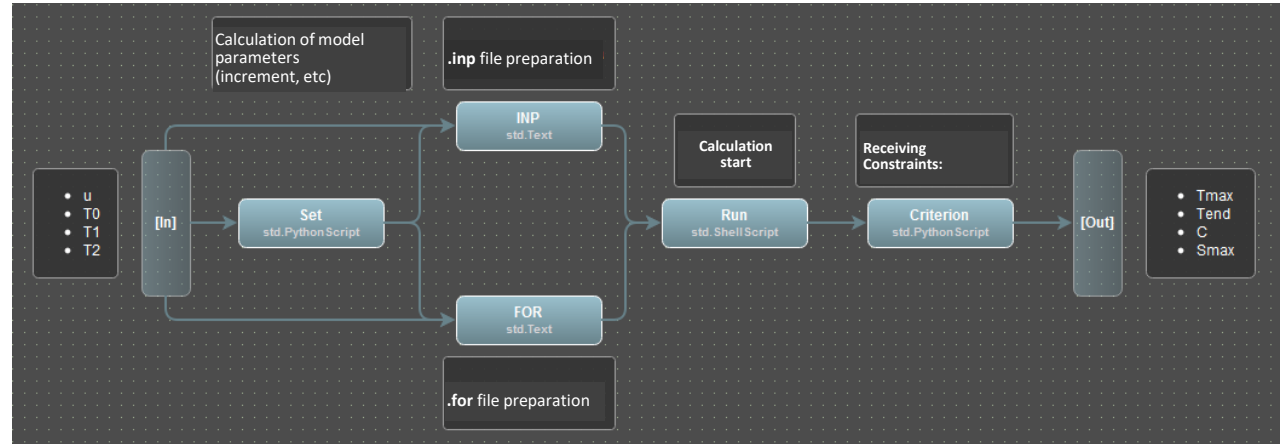 Calculation of model
parameters
(increment, etc)
.inp file preparation
INP
std.Text
Calculation
start
Receiving
Constraints:
• u
• T0
• T1
• T2
[In]
Set
std.PythonScript
Run
std.ShellScript
Criterion
std.PythonScript
[Out]
• Tmax
• Tend
• C
• Smax
FOR
std.Text
.for file preparation